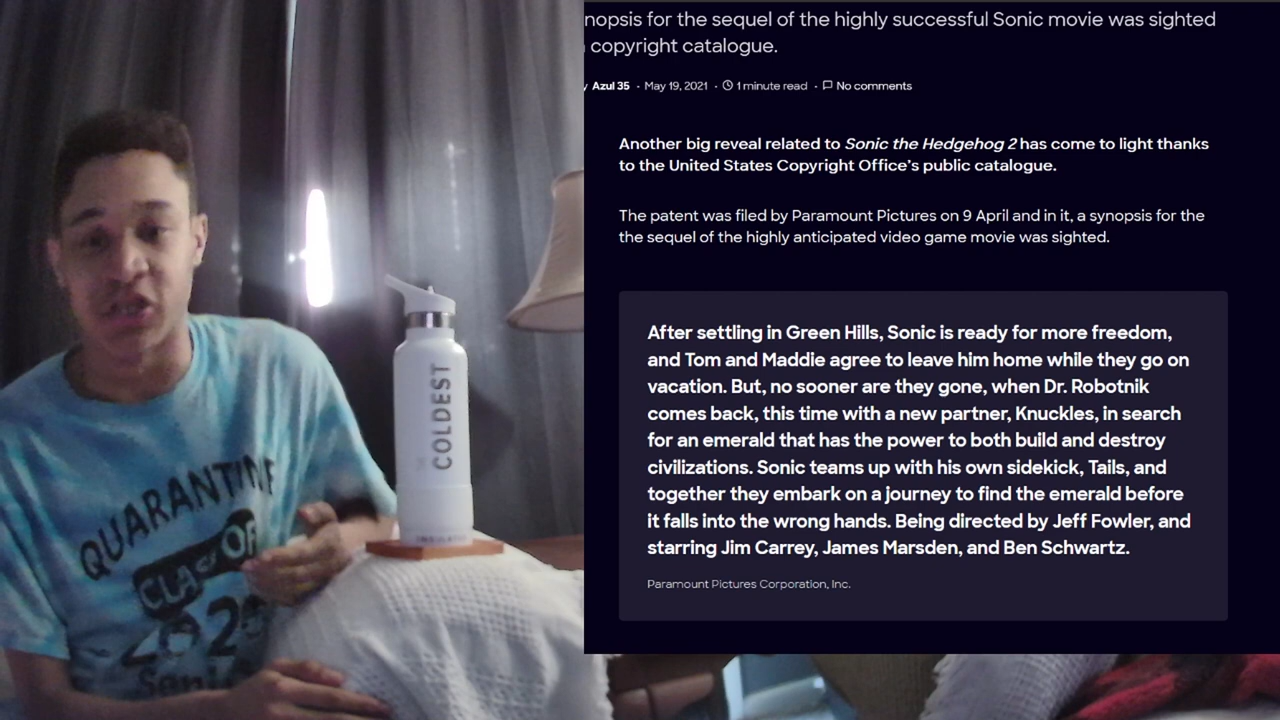 nopsis for the sequel of the highly successful Sonic movie was sighted
copyright catalogue.
y Azul 35 · May 19, 2021 · 1 minute read · No comments
Another big reveal related to Sonic the Hedgehog 2 has come to light thanks
to the United States Copyright Office's public catalogue.
The patent was filed by Paramount Pictures on 9 April and in it, a synopsis for the
the sequel of the highly anticipated video game movie was sighted.
After settling in Green Hills, Sonic is ready for more freedom,
and Tom and Maddie agree to leave him home while they go on
vacation. But, no sooner are they gone, when Dr. Robotnik
comes back, this time with a new partner, Knuckles, in search
for an emerald that has the power to both build and destroy
civilizations. Sonic teams up with his own sidekick, Tails, and
together they embark on a journey to find the emerald before
it falls into the wrong hands. Being directed by Jeff Fowler, and
starring Jim Carrey, James Marsden, and Ben Schwartz.
Paramount Pictures Corporation, Inc.
COLDEST
QUARANTINE
CLASS OF
2020